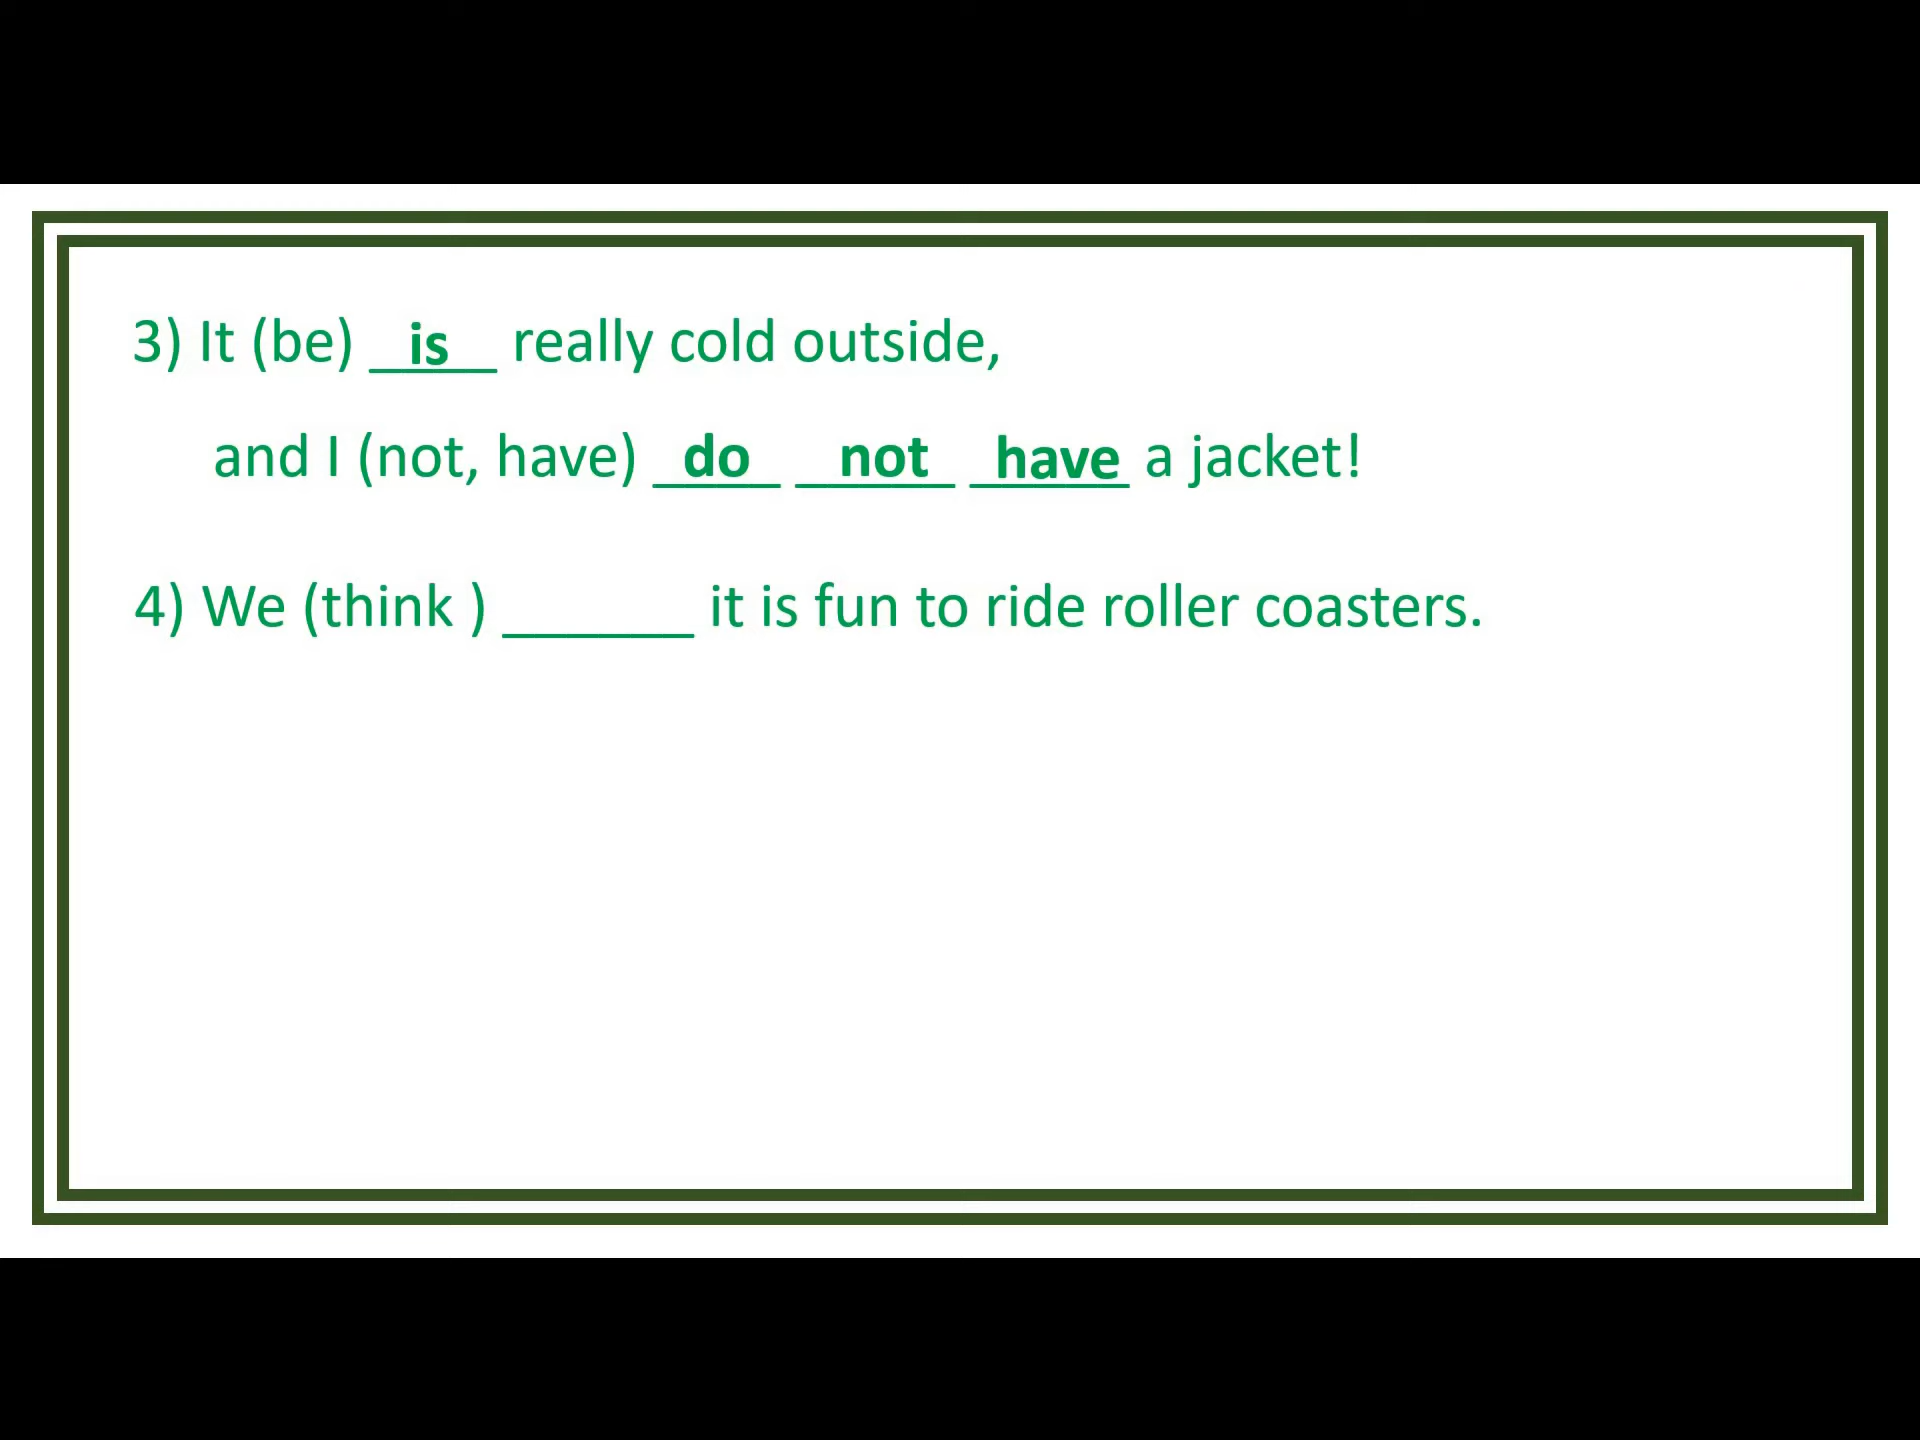 3) It (be) __is__ really cold outside,
and I (not, have) __do__ __not__ __have__ a jacket!
4) We (think ) ______ it is fun to ride roller coasters.